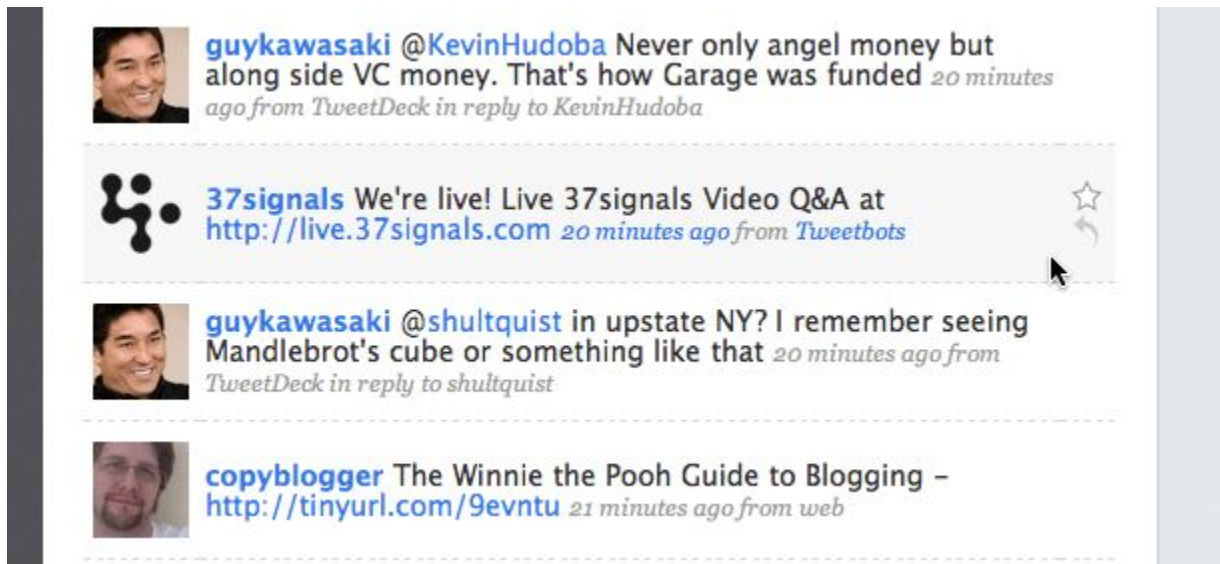 guykawasaki @KevinHudoba Never only angel money but
along side VC money. That's how Garage was funded 20 minutes
ago from TweetDeck in reply to KevinHudoba
37signals We're live! Live 37signals Video Q&A at
http://live.37signals.com 20 minutes ago from Tweetbots
guykawasaki @shultquist in upstate NY? I remember seeing
Mandlebrot's cube or something like that 20 minutes ago from
TweetDeck in reply to shultquist
copyblogger The Winnie the Pooh Guide to Blogging –
http://tinyurl.com/9evntu 21 minutes ago from web